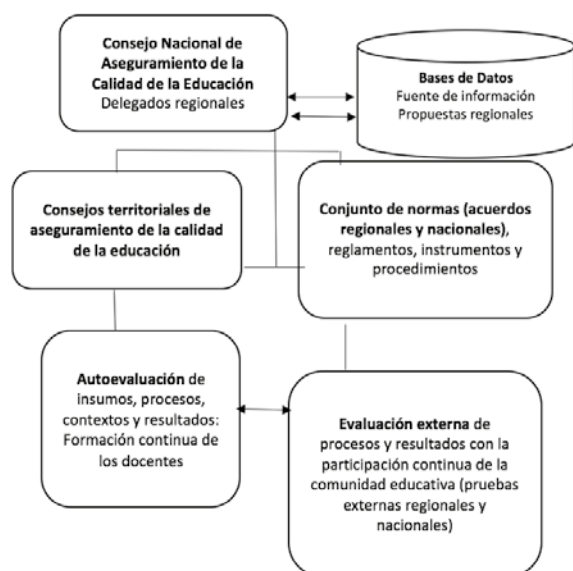 Consejo Nacional de
Aseguramiento de la
Calidad de la Educación
Delegados regionales
Bases de Datos
Fuente de información
Propuestas regionales
Consejos territoriales de
aseguramiento de la calidad
de la educación
Conjunto de normas (acuerdos
regionales y nacionales),
reglamentos, instrumentos y
procedimientos
Autoevaluación de
insumos, procesos,
contextos y resultados:
Formación continua de
los docentes
Evaluación externa de
procesos y resultados con la
participación continua de la
comunidad educativa (pruebas
externas regionales y
nacionales)